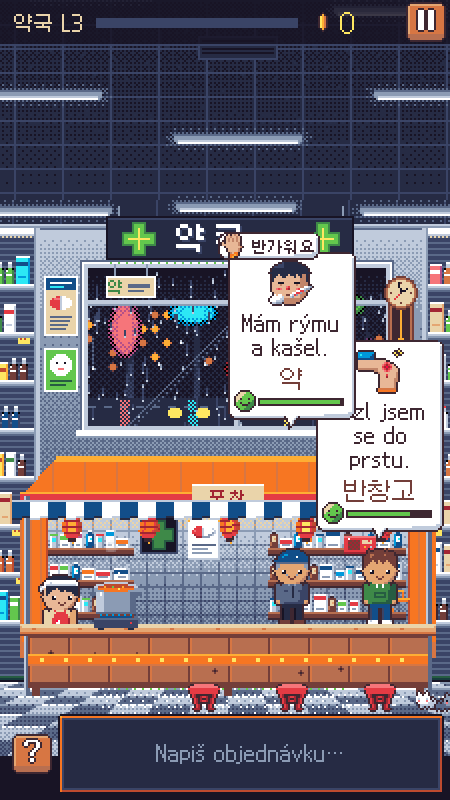 약국 L3
0
약
반가워요
약
Mám rýmu
a kašel.
약
jsem
se do
prstu.
반창고
포차
Napiš objednávku…
?